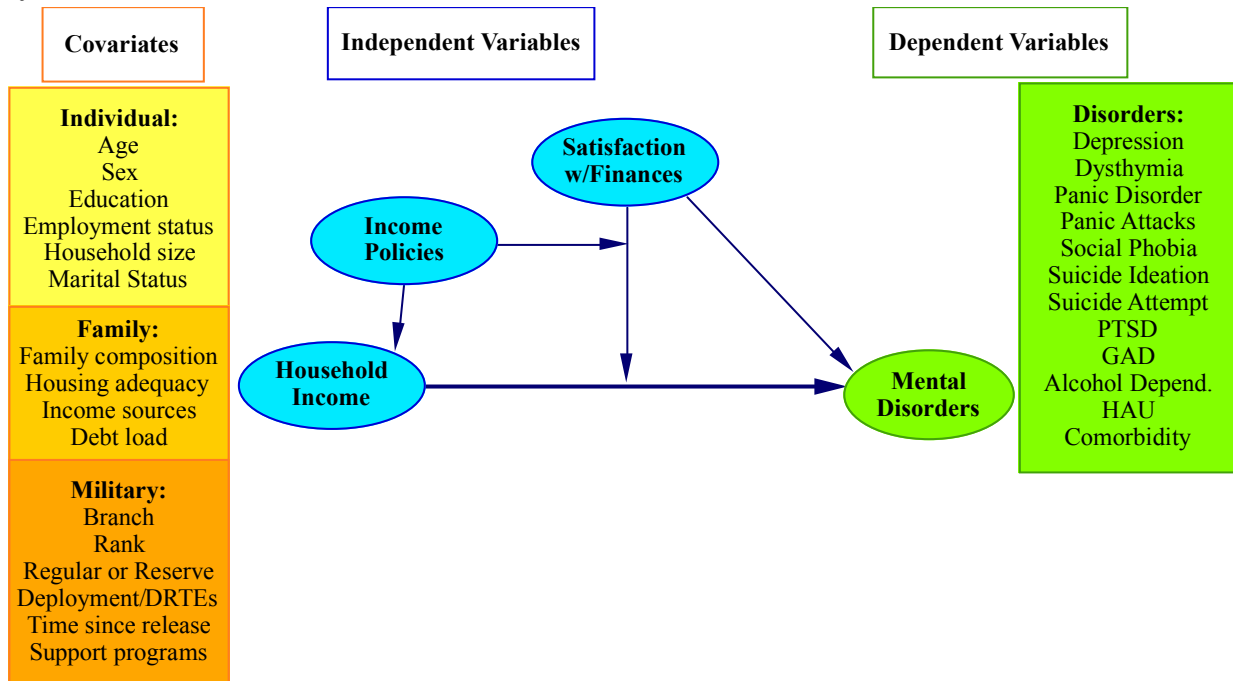 Covariates
Independent Variables
Dependent Variables
Individual:
Age
Sex
Education
Employment status
Household size
Marital Status
Family:
Family composition
Housing adequacy
Income sources
Debt load
Military:
Branch
Rank
Regular or Reserve
Deployment/DRTEs
Time since release
Support programs
Satisfaction
w/Finances
Income
Policies
Household
Income
Mental
Disorders
Disorders:
Depression
Dysthymia
Panic Disorder
Panic Attacks
Social Phobia
Suicide Ideation
Suicide Attempt
PTSD
GAD
Alcohol Depend.
HAU
Comorbidity